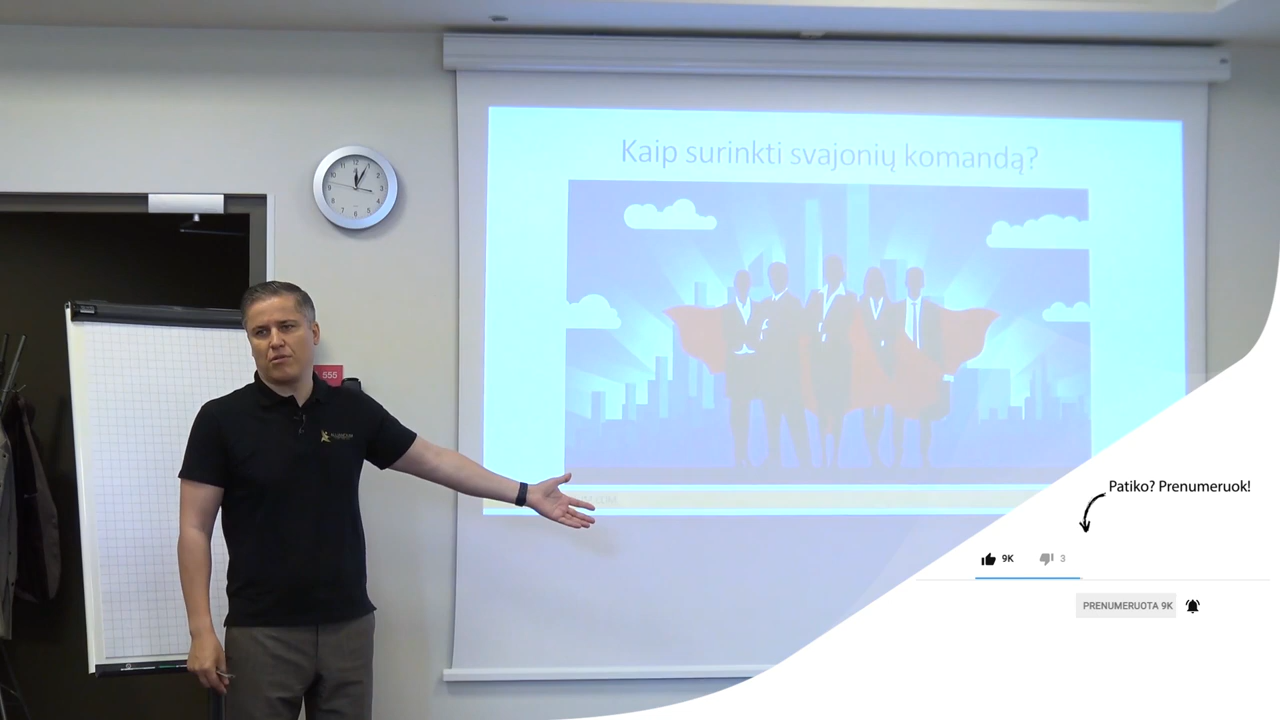 Kaip surinkti svajonių komandą?
555
Patiko? Prenumeruok!
9K 3
PRENUMERUOTA 9K